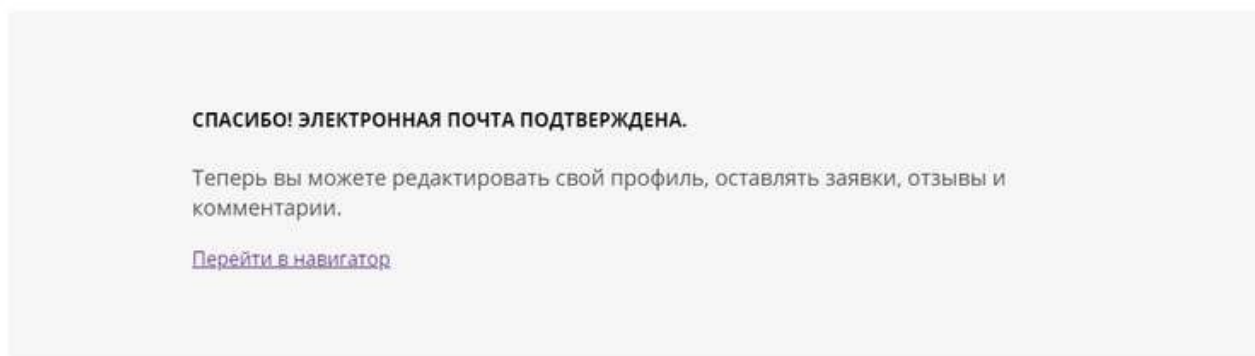 СПАСИБО! ЭЛЕКТРОННАЯ ПОЧТА ПОДТВЕРЖДЕНА.
Теперь вы можете редактировать свой профиль, оставлять заявки, отзывы и
комментарии.
Перейти в навигатор